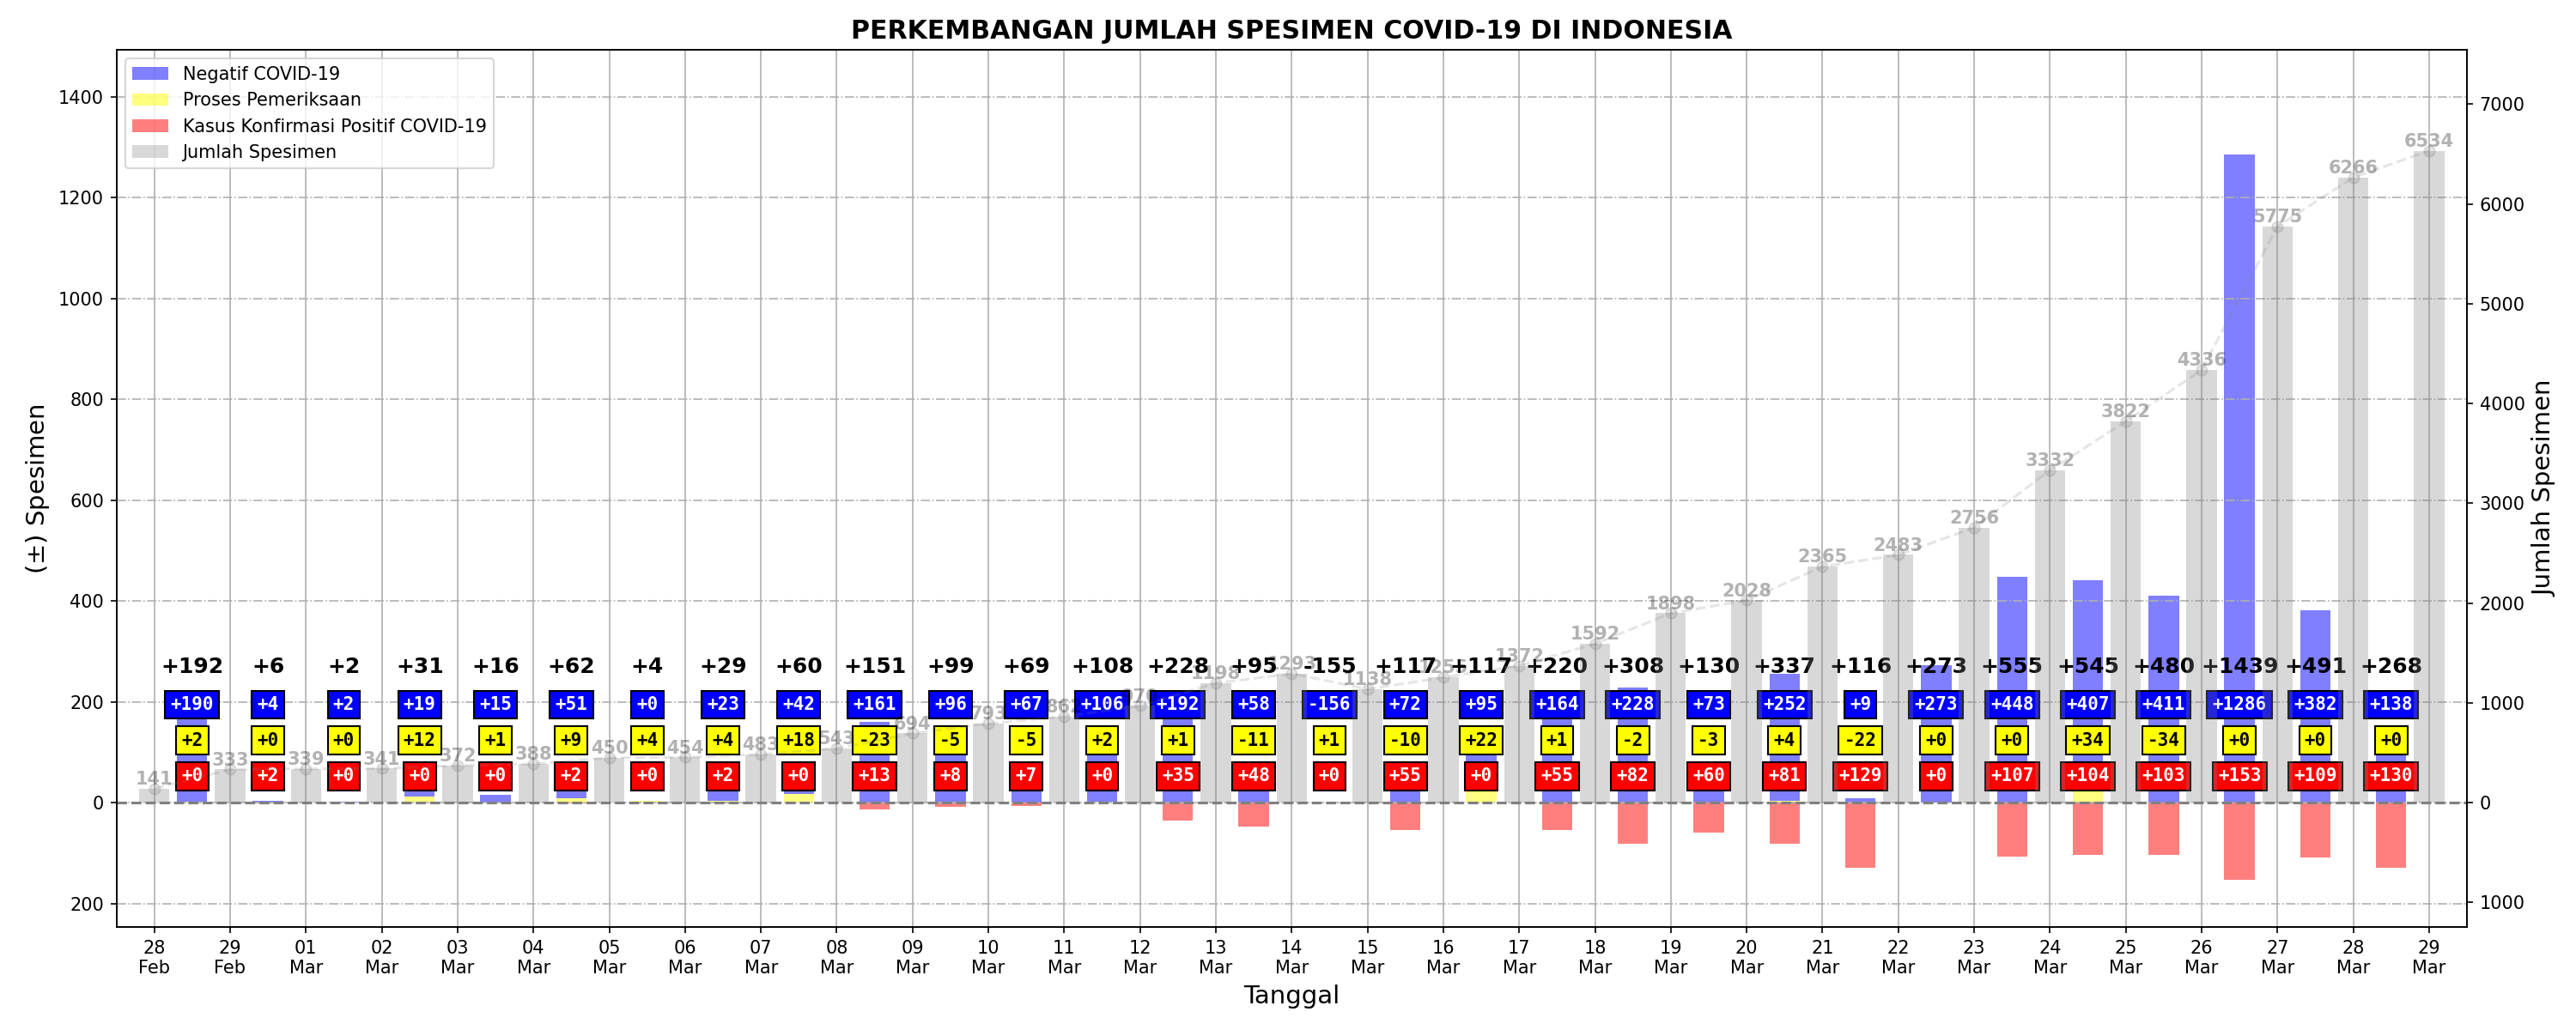 PERKEMBANGAN JUMLAH SPESIMEN COVID-19 DI INDONESIA
Negatif COVID-19
Proses Pemeriksaan
Kasus Konfirmasi Positif COVID-19
Jumlah Spesimen
(±) Spesimen
1400
1200
1000
800
600
400
200
0
200
7000
6000
5000
4000
3000
2000
1000
0
1000
Jumlah Spesimen
141 333 339 341 372 388 450 454 483 543 694 793 862 1198 1293 1138 1372 1592 1898 2028 2365 2483 2756 3332 3822 4336 5775 6266 6534
+192 +6 +2 +31 +16 +62 +4 +29 +60 +151 +99 +69 +108 +228 +95 -155 +117 +117 +220 +308 +130 +337 +116 +273 +555 +545 +480 +1439 +491 +268
+190 +4 +2 +19 +15 +51 +0 +23 +42 +161 +96 +67 +106 +192 +58 -156 +72 +95 +164 +228 +73 +252 +9 +273 +448 +407 +411 +1286 +382 +138
+2 +0 +0 +12 +1 +9 +4 +4 +18 -23 -5 -5 +2 +1 -11 +1 -10 +22 +1 -2 -3 +4 -22 +0 +0 +34 -34 +0 +0 +0
+0 +2 +0 +0 +0 +2 +0 +2 +0 +13 +8 +7 +0 +35 +48 +0 +55 +0 +55 +82 +60 +81 +129 +0 +107 +104 +103 +153 +109 +130
28 29 01 02 03 04 05 06 07 08 09 10 11 12 13 14 15 16 17 18 19 20 21 22 23 24 25 26 27 28 29
Feb Feb Mar Mar Mar Mar Mar Mar Mar Mar Mar Mar Mar Mar Mar Mar Mar Mar Mar Mar Mar Mar Mar Mar Mar Mar Mar Mar Mar Mar Mar
Tanggal